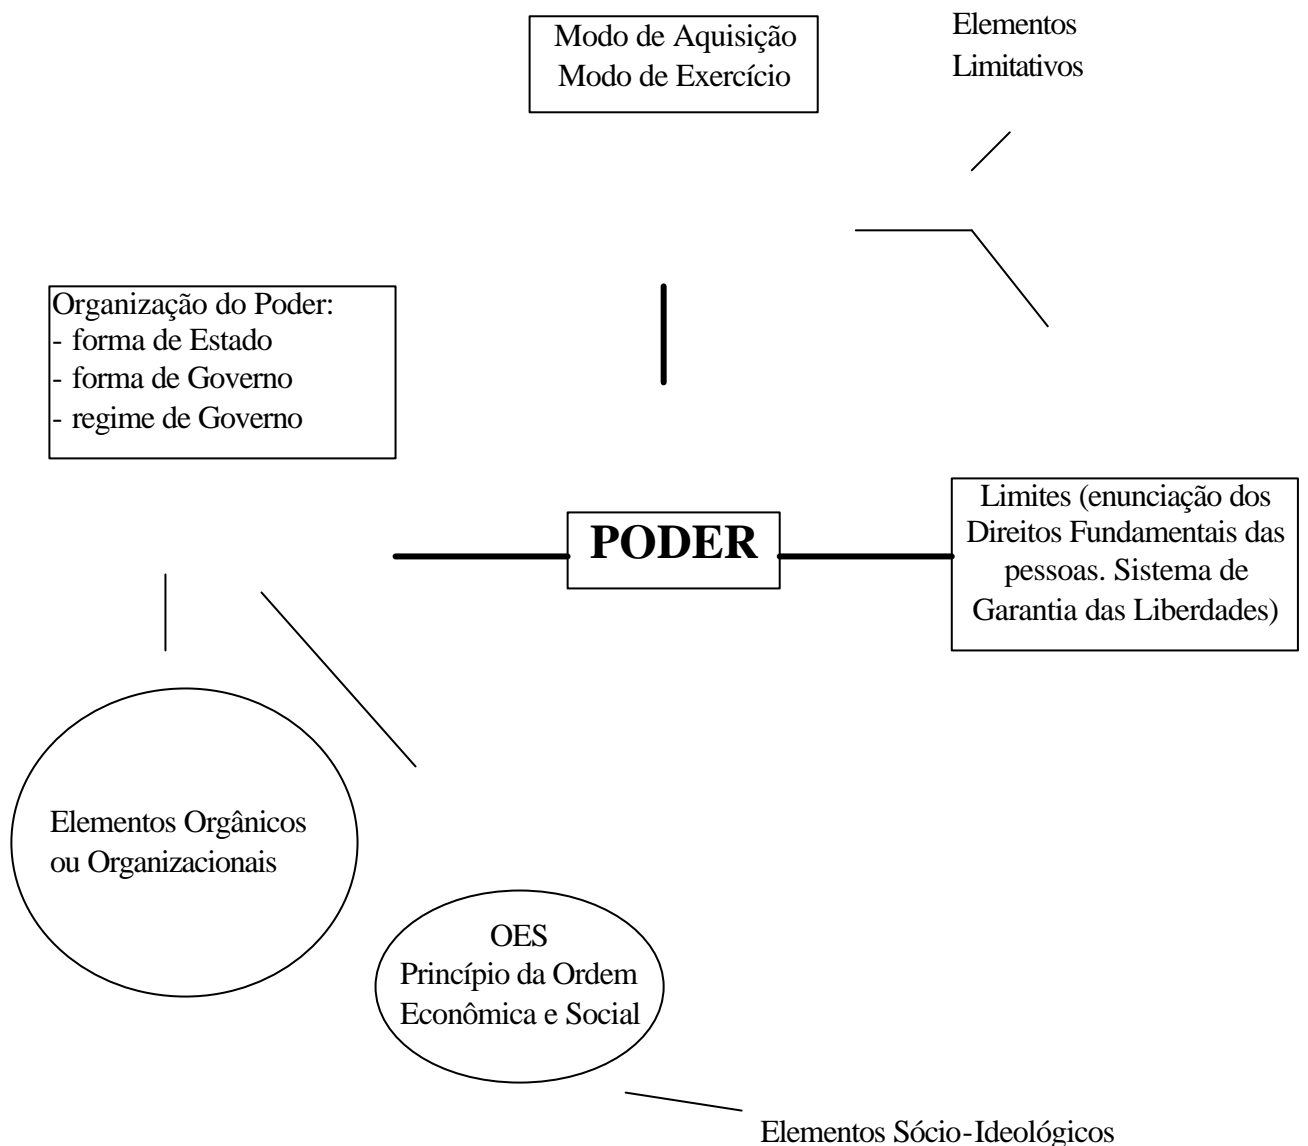 Modo de Aquisição
Modo de Exercício
Elementos
Limitativos
Organização do Poder:
- forma de Estado
- forma de Governo
- regime de Governo
PODER
Limites (enunciação dos
Direitos Fundamentais das
pessoas. Sistema de
Garantia das Liberdades)
Elementos Orgânicos
ou Organizacionais
OES
Princípio da Ordem
Econômica e Social
Elementos Sócio-Ideológicos